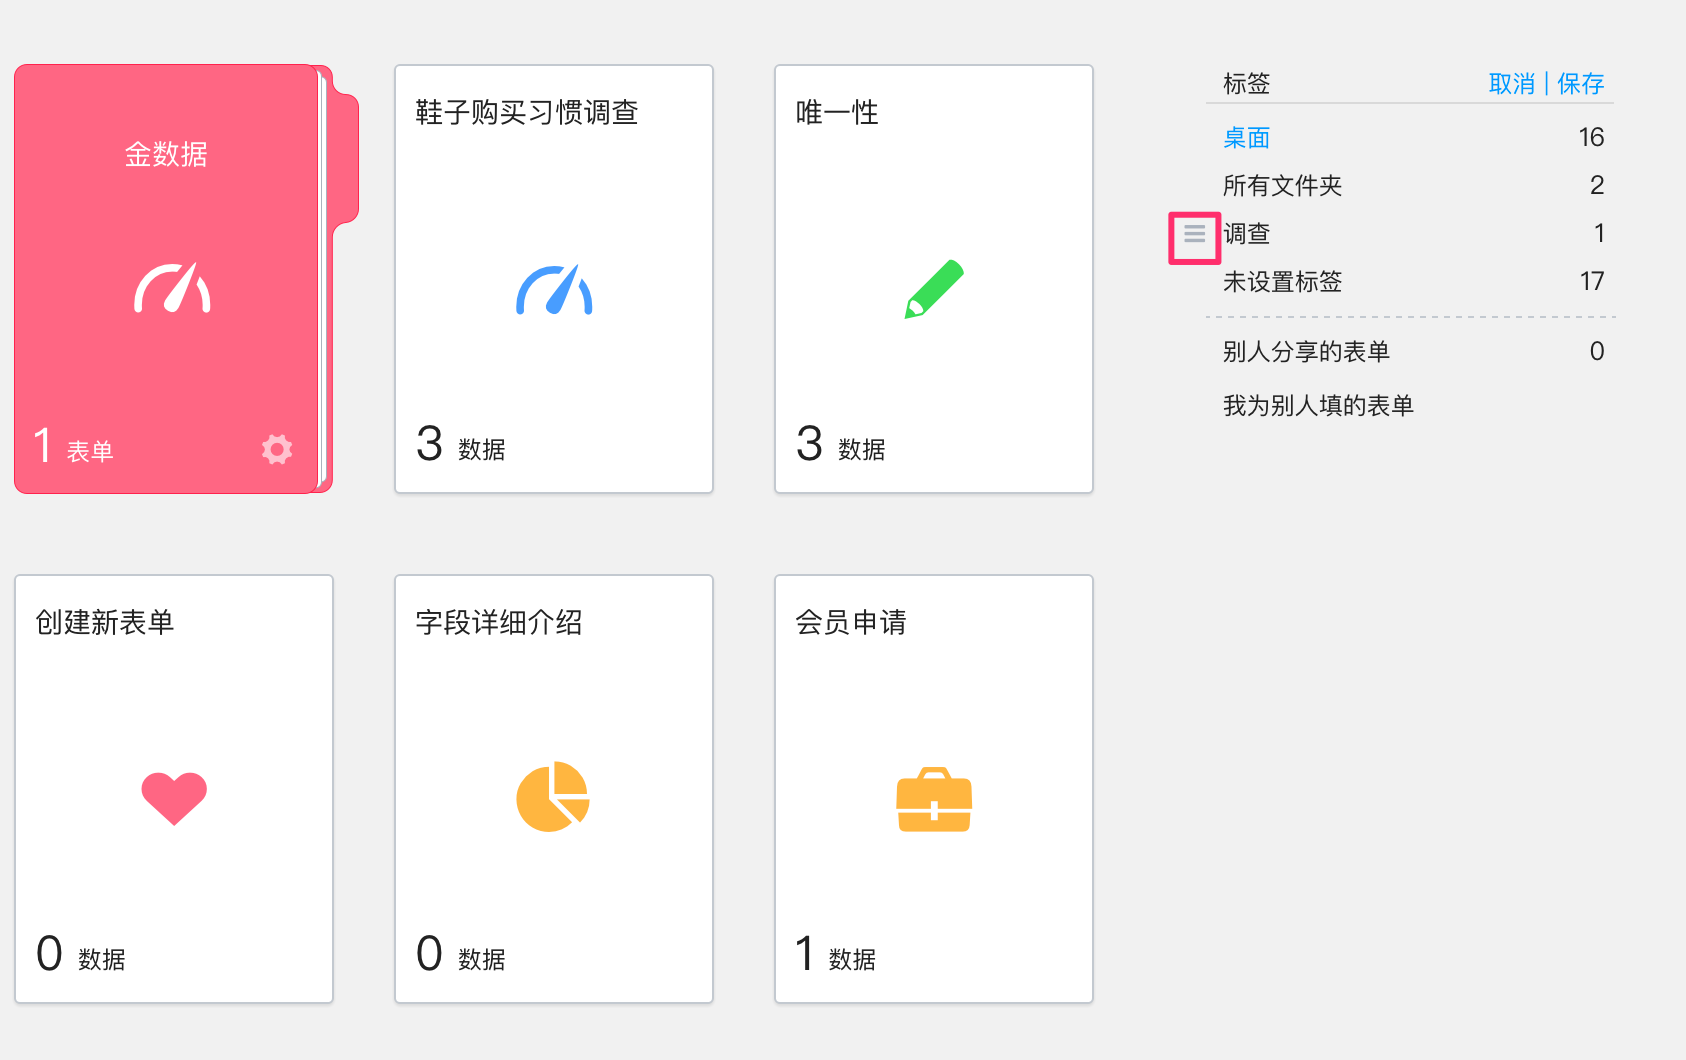 金数据
1 表单
鞋子购买习惯调查
3 数据
唯一性
3 数据
创建新表单
0 数据
字段详细介绍
0 数据
会员申请
1 数据
标签 取消 | 保存
桌面 16
所有文件夹 2
调查 1
未设置标签 17
别人分享的表单 0
我为别人填的表单